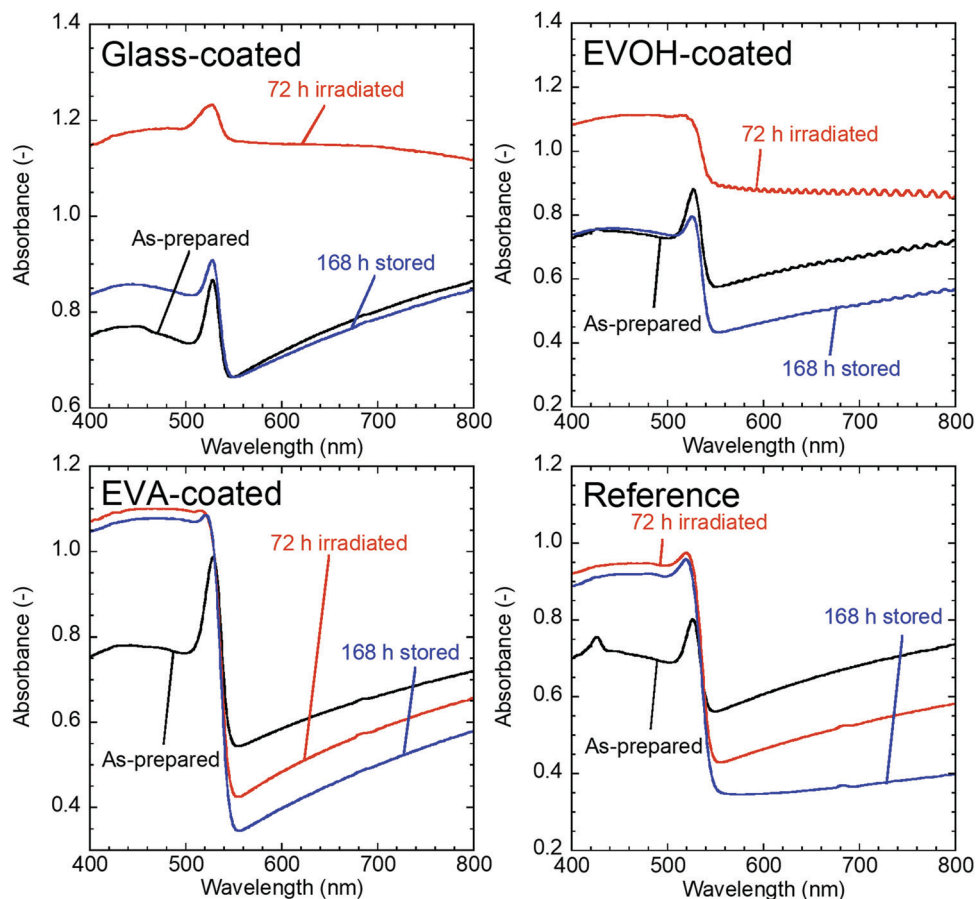 Glass-coated
72 h irradiated
As-prepared
168 h stored
Absorbance (-)
1.4
1.2
1.0
0.8
0.6
400 500 600 700 800
Wavelength (nm)
EVOH-coated
72 h irradiated
As-prepared
168 h stored
Absorbance (-)
1.4
1.2
1.0
0.8
0.6
0.4
0.2
400 500 600 700 800
Wavelength (nm)
EVA-coated
72 h irradiated
168 h stored
As-prepared
Absorbance (-)
1.2
1.0
0.8
0.6
0.4
400 500 600 700 800
Wavelength (nm)
Reference
72 h irradiated
168 h stored
As-prepared
Absorbance (-)
1.2
1.0
0.8
0.6
0.4
0.2
400 500 600 700 800
Wavelength (nm)